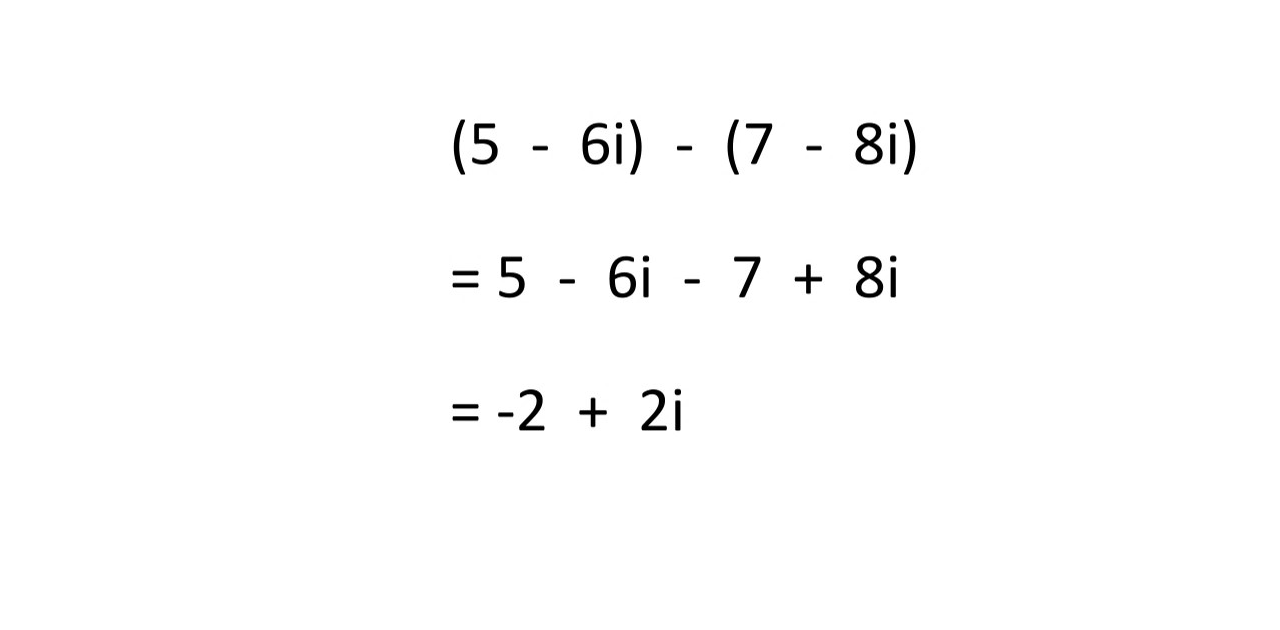 (5 - 6i) - (7 - 8i)
= 5 - 6i - 7 + 8i
= -2 + 2i